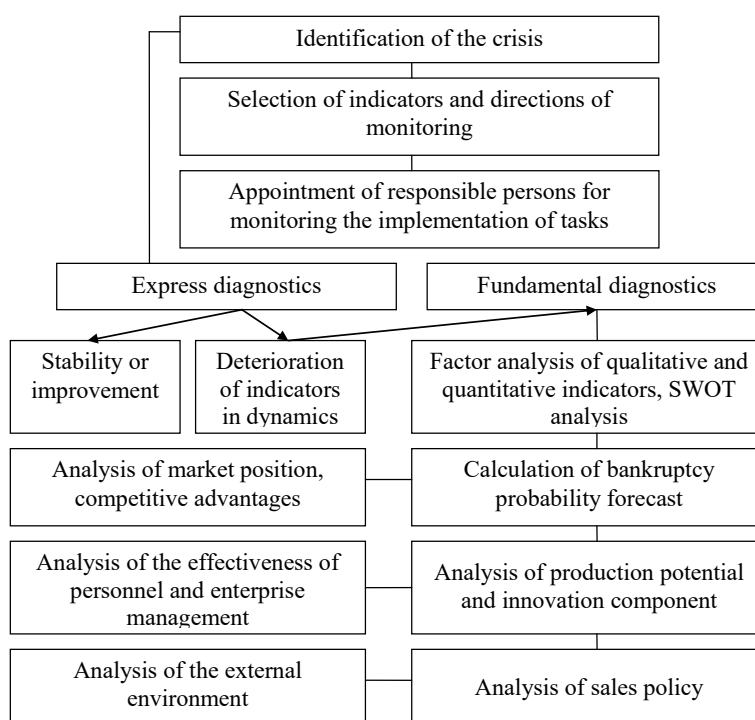 Identification of the crisis
Selection of indicators and directions of
monitoring
Appointment of responsible persons for
monitoring the implementation of tasks
Express diagnostics
Fundamental diagnostics
Stability or
improvement
Deterioration
of indicators
in dynamics
Factor analysis of qualitative and
quantitative indicators, SWOT
analysis
Analysis of market position,
competitive advantages
Calculation of bankruptcy
probability forecast
Analysis of the effectiveness of
personnel and enterprise
management
Analysis of production potential
and innovation component
Analysis of the external
environment
Analysis of sales policy